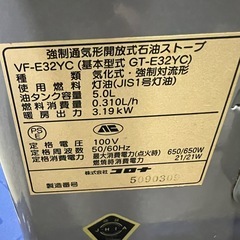 強制通気形開放式石油ストーブ
VF-E32YC (基本型式 GT-E32YC)
種類 気化式・強制対流形
使用燃料 灯油(JIS1号灯油)
油タンク容量 5.0L
燃料消費量 0.310L/h
暖房出力 3.19kW
PS E
定格電圧 100V
定格周波数 50/60Hz
最大消費電力(点火時) 650/650W
定格消費電力(燃焼時) 21/21W
株式会社 コロナ
製造番号
JHIA